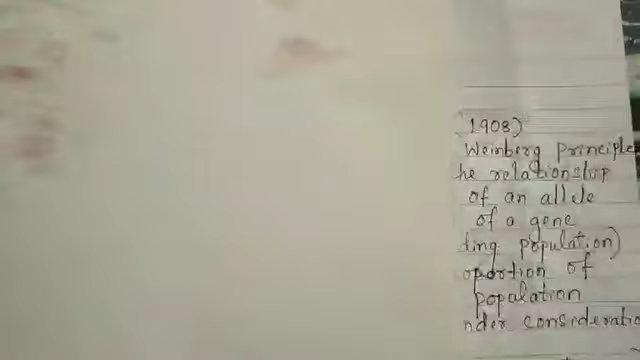 1908)
Weinberg principle
he relationship
of an allele
of a gene
ding population)
oportion of
population
nder consideratio